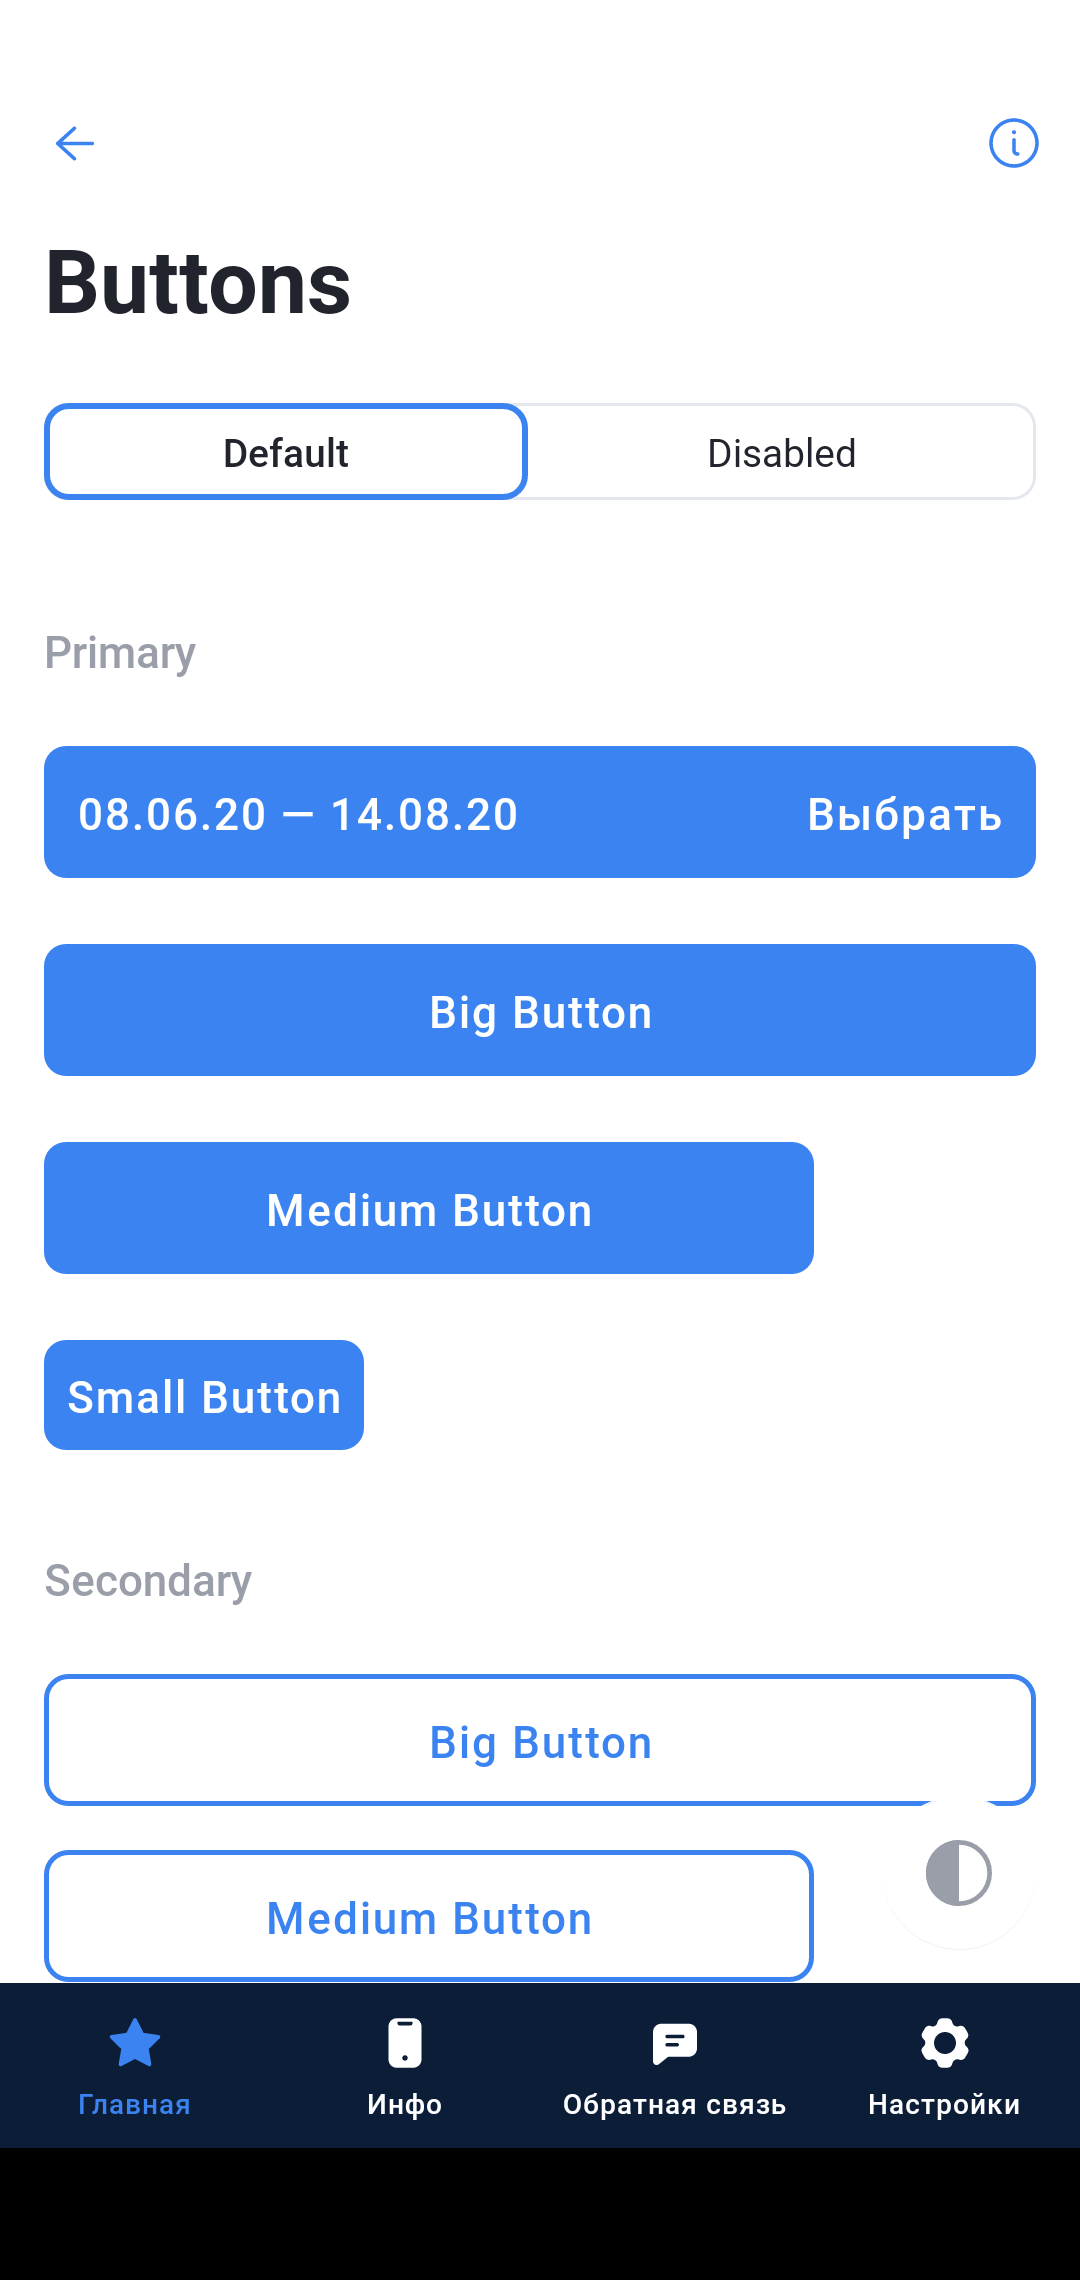 Buttons
Default
Disabled
Primary
08.06.20 — 14.08.20
Выбрать
Big Button
Medium Button
Small Button
Secondary
Big Button
Medium Button
Главная
Инфо
Обратная связь
Настройки